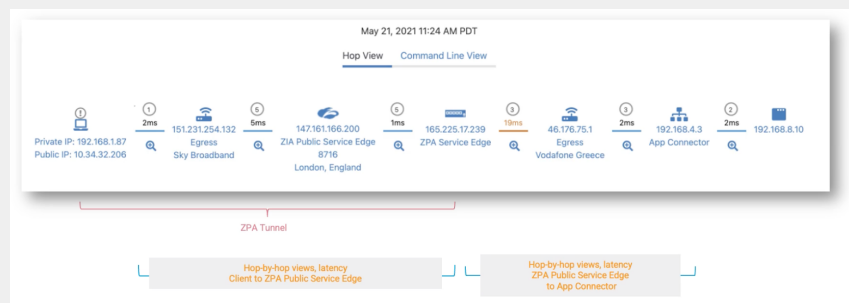 May 21, 2021 11:24 AM PDT
Hop View Command Line View
1 5 5 3 3 2
2ms 5ms 1ms 19ms 2ms 2ms
Private IP: 192.168.1.87
Public IP: 10.34.32.206
151.231.254.132
Egress
Sky Broadband
147.161.166.200
ZIA Public Service Edge
8716
London, England
165.225.17.239
ZPA Service Edge
46.176.75.1
Egress
Vodafone Greece
192.168.4.3
App Connector
192.168.8.10
ZPA Tunnel
Hop-by-hop views, latency
Client to ZPA Public Service Edge
Hop-by-hop views, latency
ZPA Public Service Edge
to App Connector